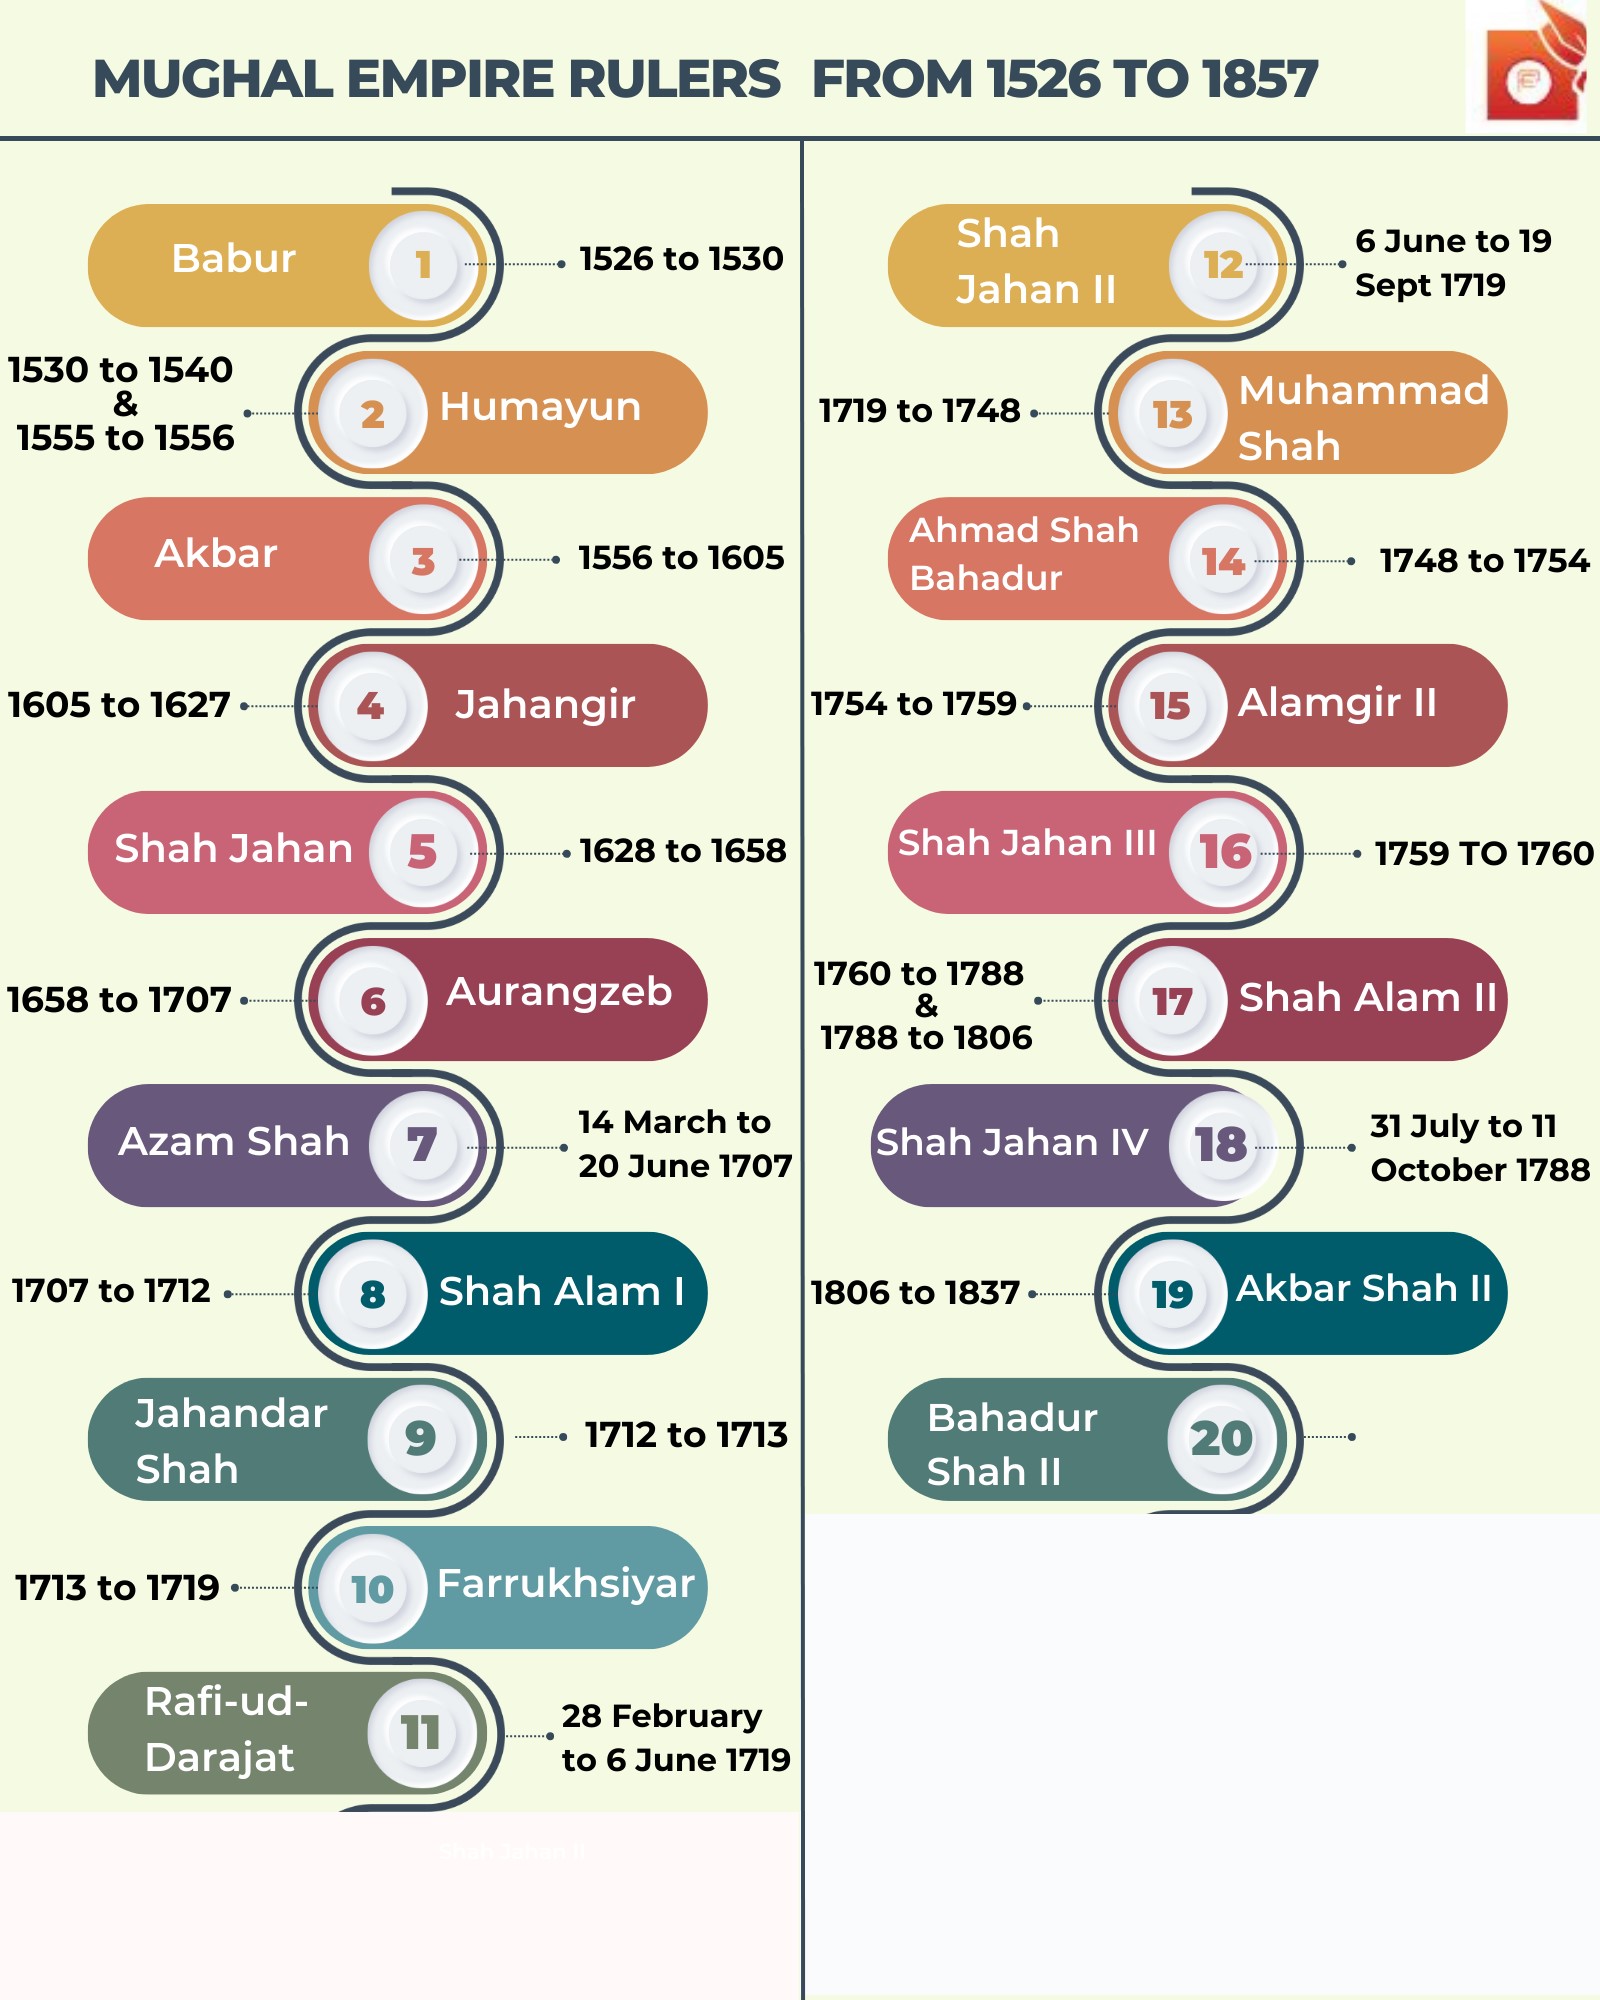 MUGHAL EMPIRE RULERS FROM 1526 TO 1857
Babur
1
1526 to 1530
1530 to 1540
&
1555 to 1556
2
Humayun
Akbar
3
1556 to 1605
1605 to 1627
4
Jahangir
Shah Jahan
5
1628 to 1658
1658 to 1707
6
Aurangzeb
Azam Shah
7
14 March to
20 June 1707
1707 to 1712
8
Shah Alam I
Jahandar
Shah
9
1712 to 1713
1713 to 1719
10
Farrukhsiyar
Rafi-ud-
Darajat
11
28 February
to 6 June 1719
Shah Jahan II
Shah
Jahan II
12
6 June to 19
Sept 1719
1719 to 1748
13
Muhammad
Shah
Ahmad Shah
Bahadur
14
1748 to 1754
1754 to 1759
15
Alamgir II
Shah Jahan III
16
1759 TO 1760
1760 to 1788
&
1788 to 1806
17
Shah Alam II
Shah Jahan IV
18
31 July to 11
October 1788
1806 to 1837
19
Akbar Shah II
Bahadur
Shah II
20